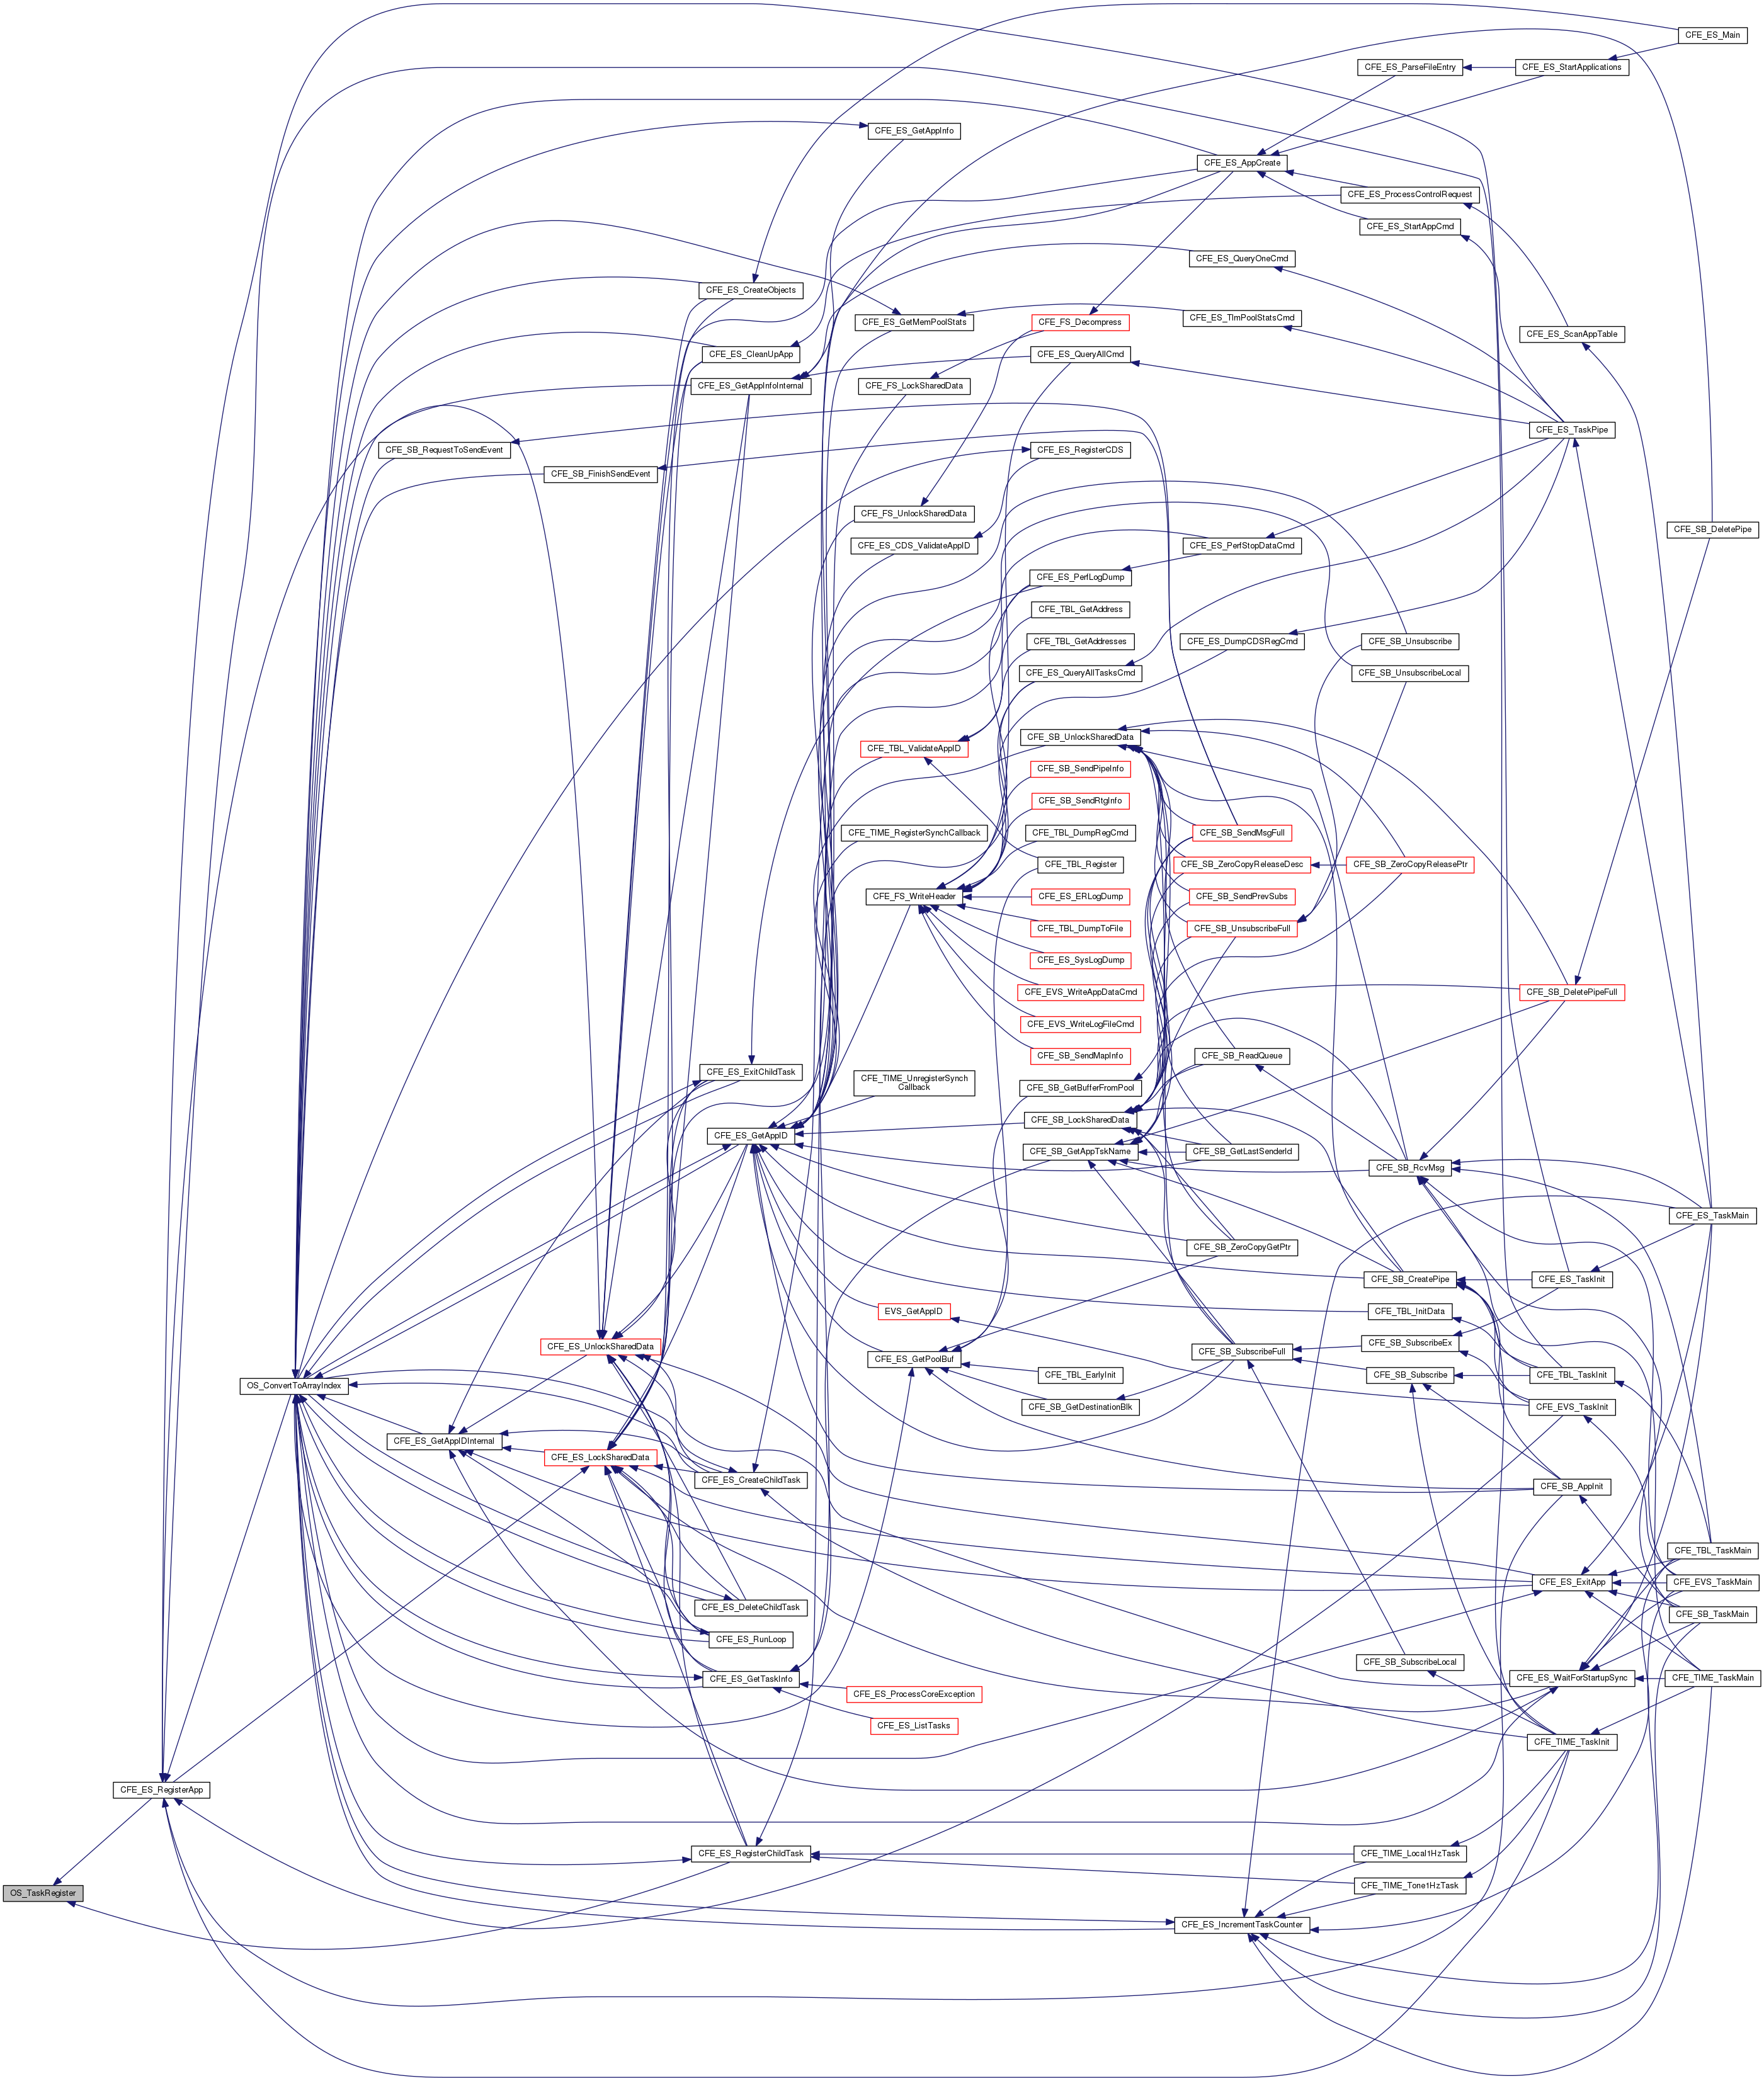 CFE_ES_Main
CFE_ES_ParseFileEntry
CFE_ES_StartApplications
CFE_ES_GetAppInfo
CFE_ES_AppCreate
CFE_ES_ProcessControlRequest
CFE_ES_StartAppCmd
CFE_ES_QueryOneCmd
CFE_ES_CreateObjects
CFE_ES_GetMemPoolStats
CFE_FS_Decompress
CFE_ES_TlmPoolStatsCmd
CFE_ES_ScanAppTable
CFE_ES_CleanUpApp
CFE_ES_QueryAllCmd
CFE_ES_GetAppInfoInternal
CFE_FS_LockSharedData
CFE_ES_TaskPipe
CFE_SB_RequestToSendEvent
CFE_ES_RegisterCDS
CFE_SB_FinishSendEvent
CFE_FS_UnlockSharedData
CFE_SB_DeletePipe
CFE_ES_CDS_ValidateAppID
CFE_ES_PerfStopDataCmd
CFE_ES_PerfLogDump
CFE_TBL_GetAddress
CFE_TBL_GetAddresses
CFE_ES_DumpCDSRegCmd
CFE_SB_Unsubscribe
CFE_ES_QueryAllTasksCmd
CFE_SB_UnsubscribeLocal
CFE_SB_UnlockSharedData
CFE_TBL_ValidateAppID
CFE_SB_SendPipeInfo
CFE_SB_SendRtgInfo
CFE_TIME_RegisterSynchCallback
CFE_TBL_DumpRegCmd
CFE_SB_SendMsgFull
CFE_TBL_Register
CFE_SB_ZeroCopyReleaseDesc
CFE_SB_ZeroCopyReleasePtr
CFE_FS_WriteHeader
CFE_ES_ERLogDump
CFE_SB_SendPrevSubs
CFE_TBL_DumpToFile
CFE_SB_UnsubscribeFull
CFE_ES_SysLogDump
CFE_EVS_WriteAppDataCmd
CFE_SB_DeletePipeFull
CFE_EVS_WriteLogFileCmd
CFE_SB_SendMapInfo
CFE_SB_ReadQueue
CFE_ES_ExitChildTask
CFE_TIME_UnregisterSynch
Callback
CFE_SB_GetBufferFromPool
CFE_SB_LockSharedData
CFE_ES_GetAppID
CFE_SB_GetAppTskName
CFE_SB_GetLastSenderId
CFE_SB_RcvMsg
CFE_ES_TaskMain
CFE_SB_ZeroCopyGetPtr
CFE_SB_CreatePipe
CFE_ES_TaskInit
EVS_GetAppID
CFE_TBL_InitData
CFE_ES_UnlockSharedData
CFE_SB_SubscribeEx
CFE_SB_SubscribeFull
CFE_ES_GetPoolBuf
CFE_TBL_EarlyInit
CFE_SB_Subscribe
CFE_TBL_TaskInit
OS_ConvertToArrayIndex
CFE_SB_GetDestinationBlk
CFE_EVS_TaskInit
CFE_ES_GetAppIDInternal
CFE_ES_LockSharedData
CFE_ES_CreateChildTask
CFE_SB_AppInit
CFE_TBL_TaskMain
CFE_ES_ExitApp
CFE_EVS_TaskMain
CFE_ES_DeleteChildTask
CFE_SB_TaskMain
CFE_ES_RunLoop
CFE_SB_SubscribeLocal
CFE_ES_GetTaskInfo
CFE_ES_WaitForStartupSync
CFE_TIME_TaskMain
CFE_ES_ProcessCoreException
CFE_ES_ListTasks
CFE_TIME_TaskInit
CFE_ES_RegisterApp
CFE_ES_RegisterChildTask
CFE_TIME_Local1HzTask
CFE_TIME_Tone1HzTask
OS_TaskRegister
CFE_ES_IncrementTaskCounter